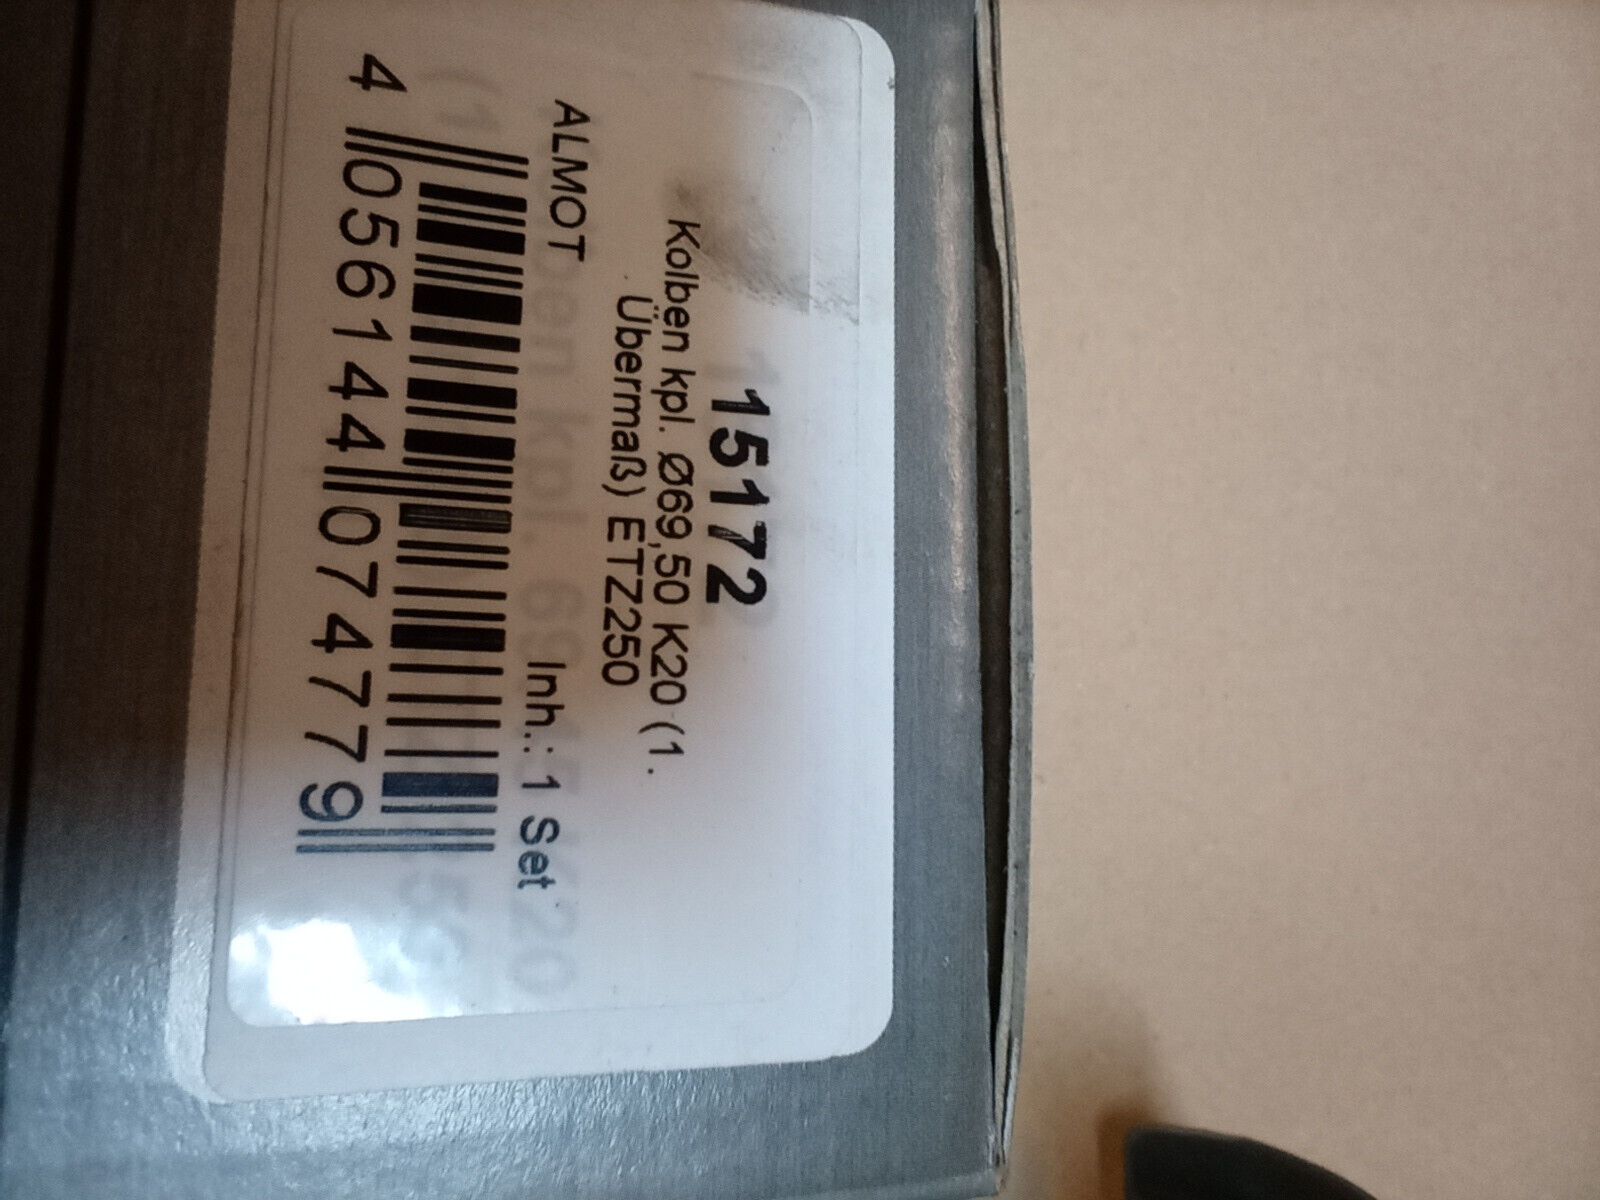 15172
Kolben kpl. Ø69,50 K20 (1.
Übermaß) ETZ250
ALMOT Inh.: 1 Set
4 056144 074779